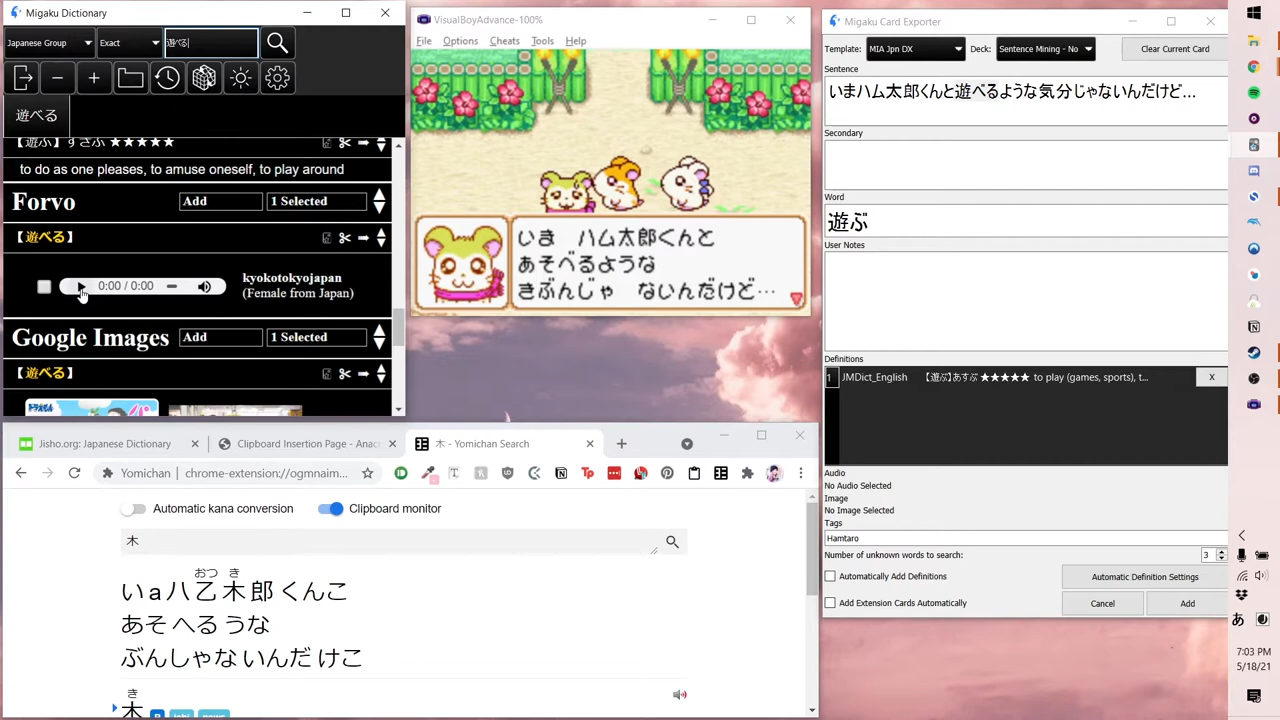 Migaku Dictionary
Japanese Group
Exact
遊べる
遊べる
【遊ぶ】すさぶ ★★★★★
to do as one pleases, to amuse oneself, to play around
Forvo
Add
1 Selected
【遊べる】
0:00 / 0:00
kyokotokyojapan
(Female from Japan)
Google Images
Add
1 Selected
【遊べる】
VisualBoyAdvance-100%
File Options Cheats Tools Help
いま ハム太郎くんと
あそべるような
きぶんじゃ ないんだけど…
Migaku Card Exporter
Template: MIA Jpn DX Deck: Sentence Mining - No Clear Current Card
Sentence
いまハム太郎くんと遊べるような気分じゃないんだけど...
Secondary
Word
遊ぶ
User Notes
Definitions
1 JMDict_English 【遊ぶ】あすぶ ★★★★★ to play (games, sports), t... X
Audio
No Audio Selected
Image
No Image Selected
Tags
Hamtaro
Number of unknown words to search: 3
Automatically Add Definitions
Automatic Definition Settings
Add Extension Cards Automatically
Cancel
Add
Jisho.org: Japanese Dictionary
Clipboard Insertion Page - Anac
木 - Yomichan Search
Yomichan | chrome-extension://ogmnaim...
Automatic kana conversion
Clipboard monitor
木
おつ き
いa八乙木郎くんこ
あそへるうな
ぶんしゃないんだけこ
き
木
あ
7:03 PM
5/18/21